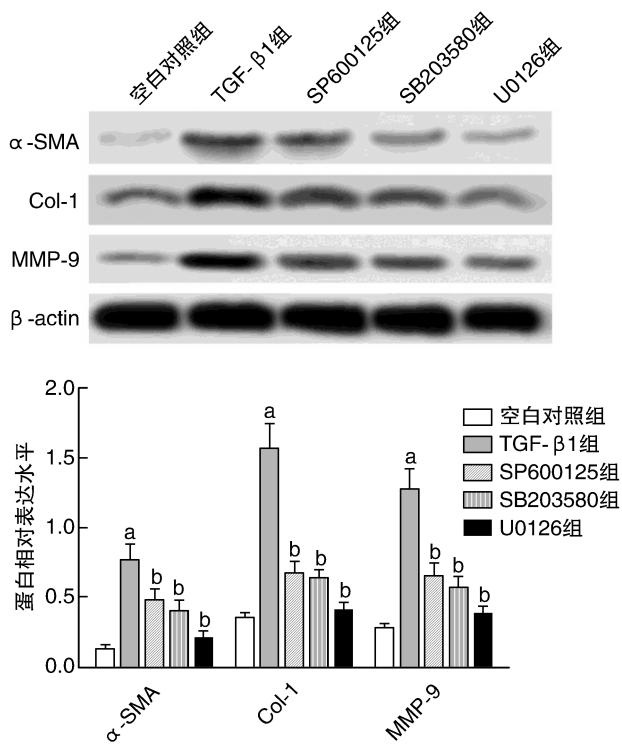 空白对照组
TGF-β1组
SP600125组
SB203580组
U0126组
α-SMA
Col-1
MMP-9
β-actin
2.0
1.5
1.0
0.5
0.0
蛋白相对表达水平
空白对照组
TGF-β1组
SP600125组
SB203580组
U0126组
a
b
b
b
a
b
b
b
a
b
b
b
α-SMA
Col-1
MMP-9